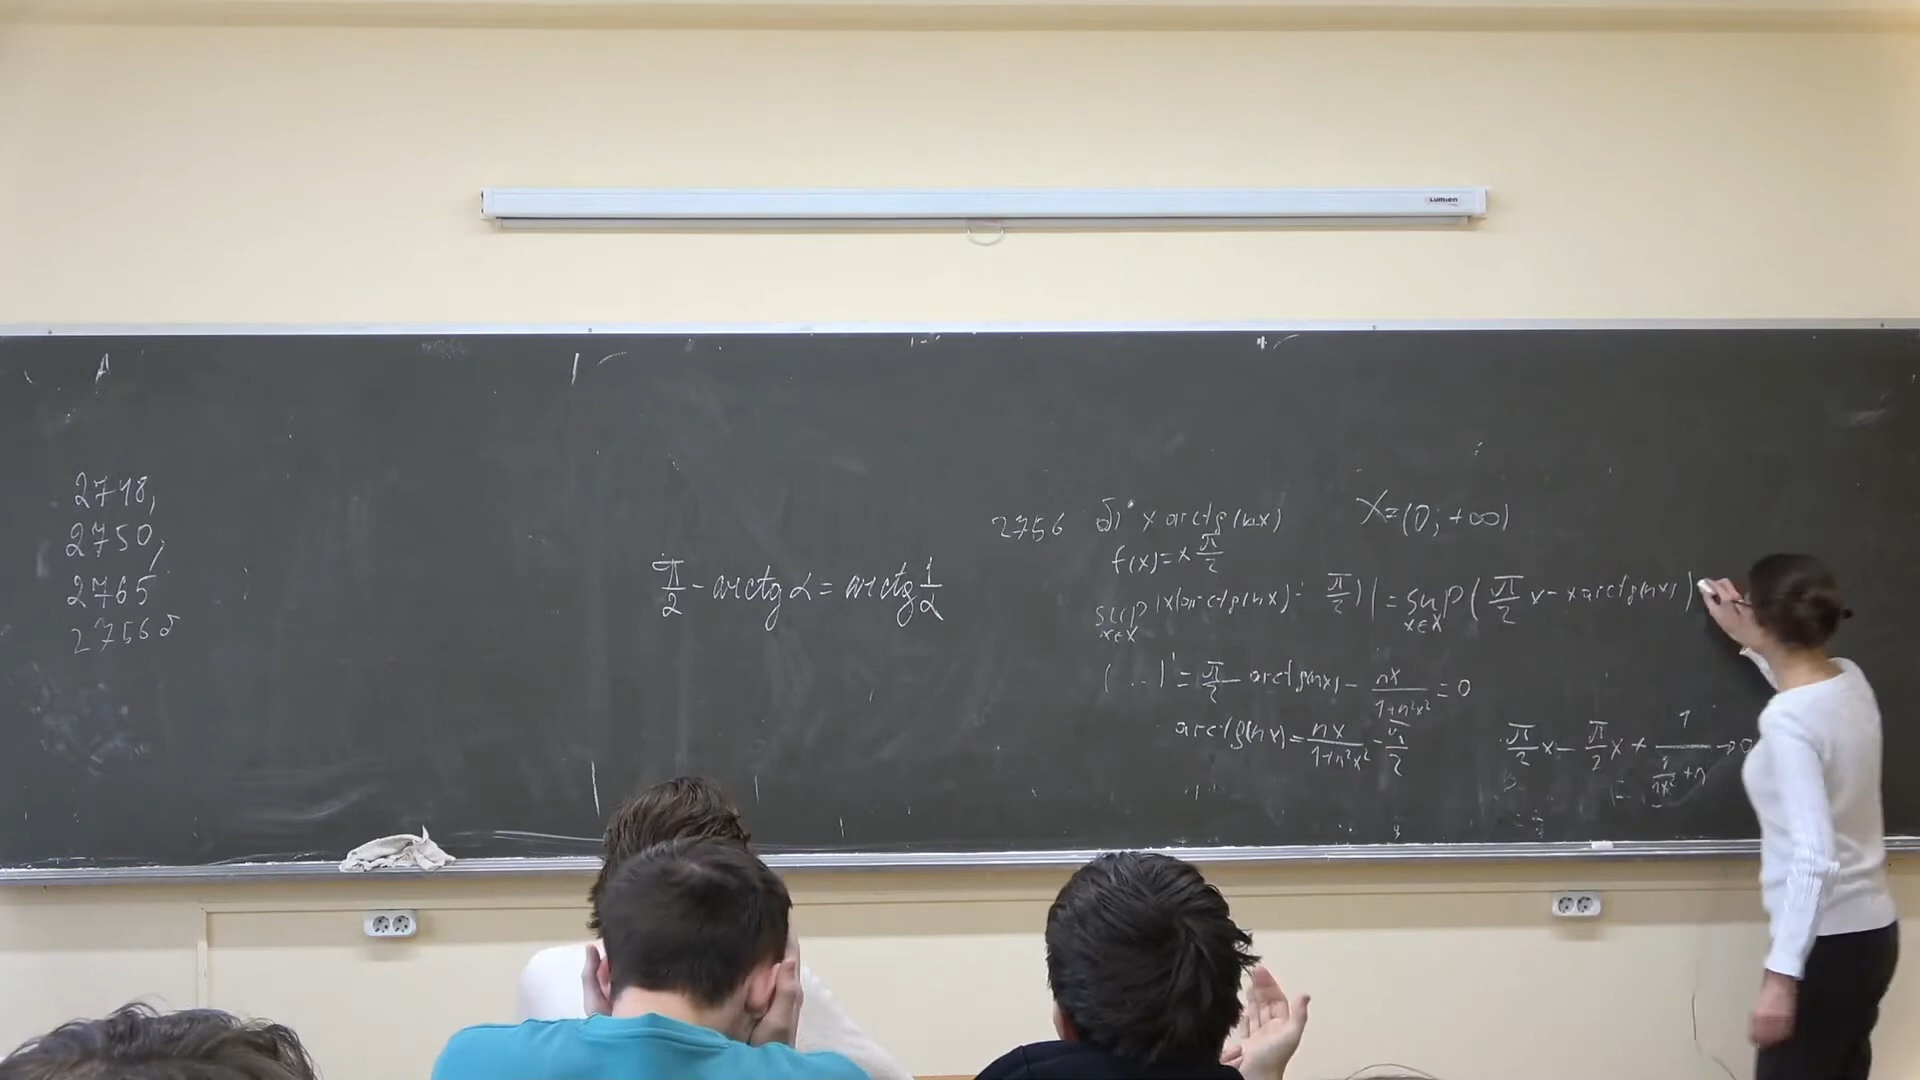 LUMIEN
2748,
2750,
2765
2756 б
π/2 - arctg α = arctg 1/α
2756 б) x arctg(nx) X=(0; +∞)
f(x)= x π/2
sup x∈X |x(arctg(nx) - π/2)| = sup x∈X (π/2 x - x arctg(nx))
(...)' = π/2 - arctg(nx) - nx/(1+n²x²) = 0
arctg(nx) = nx/(1+n²x²) - π/2
π/2 x - π/2 x + 1/(1/(nx²) + n) → 0